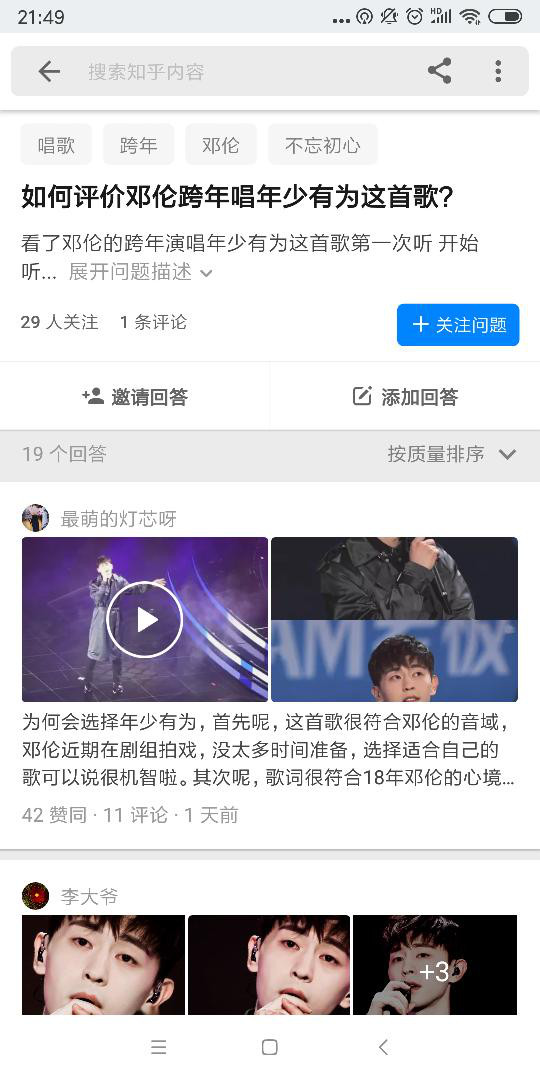 21:49
HD
搜索知乎内容
唱歌 跨年 邓伦 不忘初心
如何评价邓伦跨年唱年少有为这首歌?
看了邓伦的跨年演唱年少有为这首歌第一次听 开始
听... 展开问题描述
29 人关注 1 条评论
关注问题
邀请回答 添加回答
19 个回答 按质量排序
最萌的灯芯呀
为何会选择年少有为，首先呢，这首歌很符合邓伦的音域，
邓伦近期在剧组拍戏，没太多时间准备，选择适合自己的
歌可以说很机智啦。其次呢，歌词很符合18年邓伦的心境...
42 赞同 · 11 评论 · 1 天前
李大爷
+3